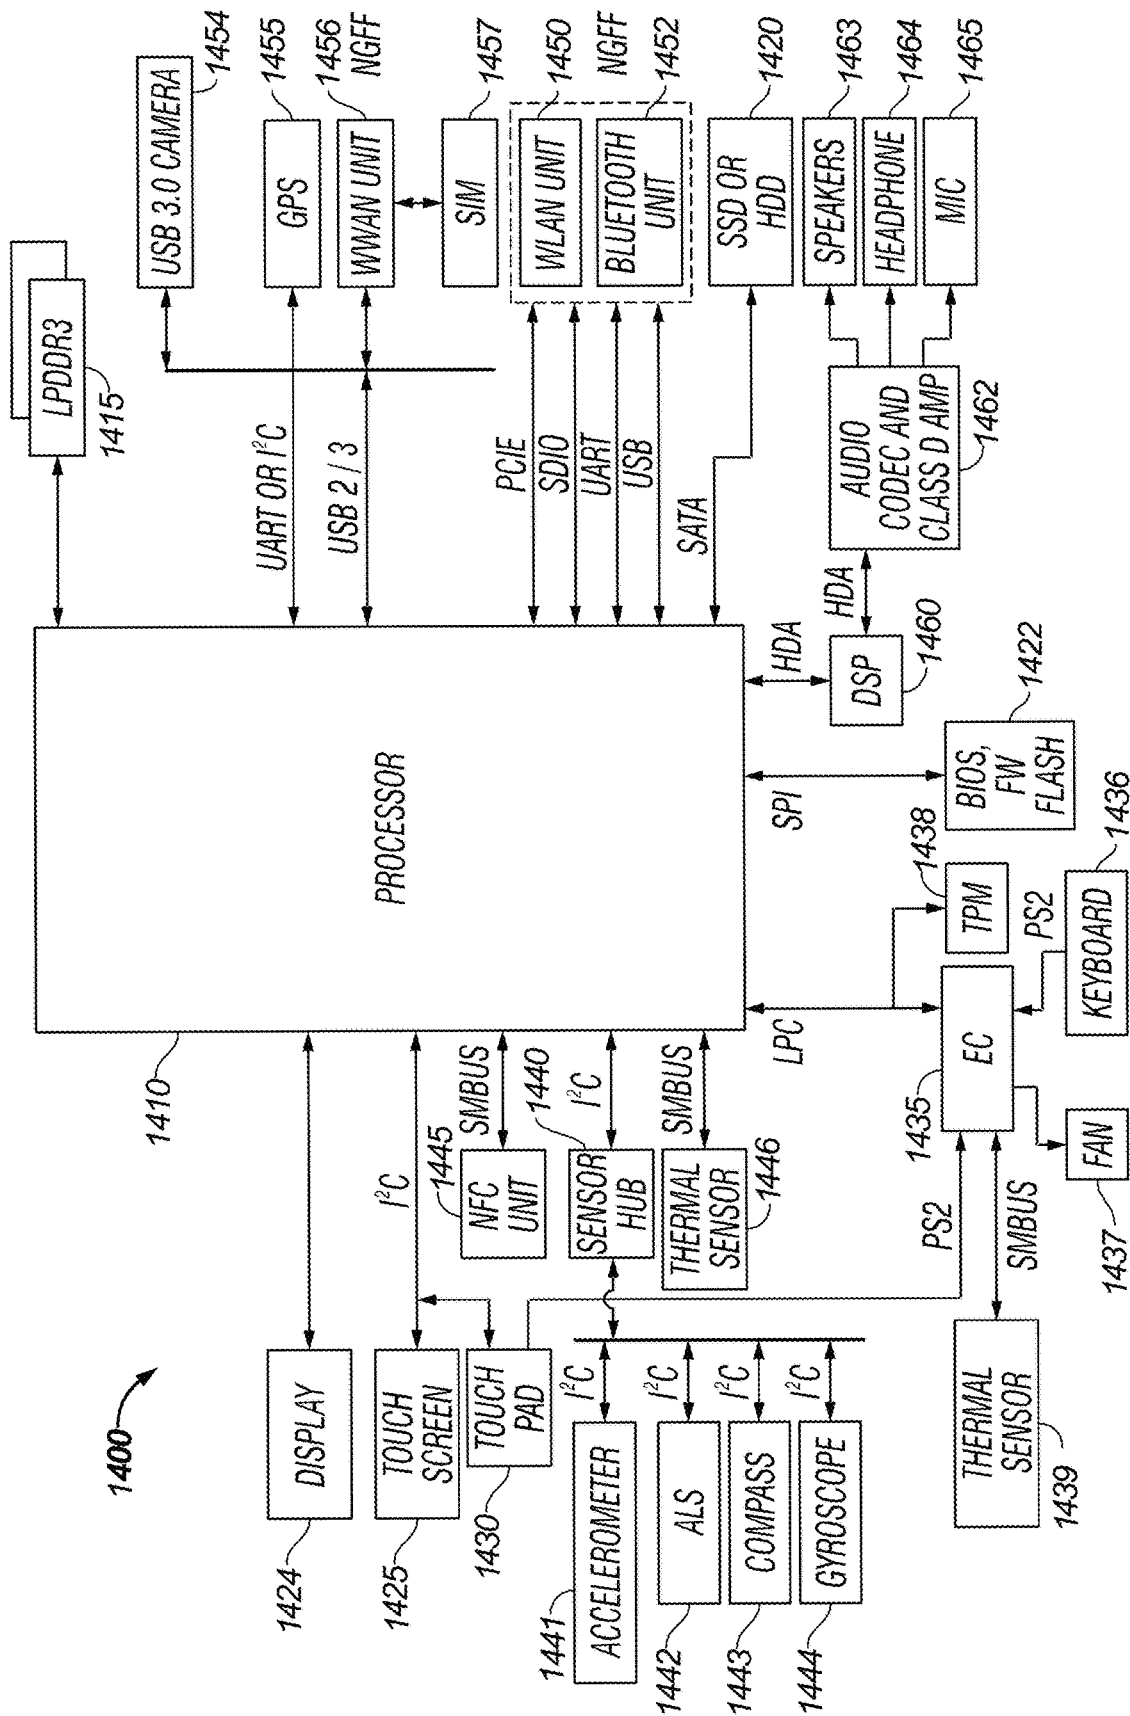 1400
1410
PROCESSOR
LPDDR3
1415
USB 3.0 CAMERA
1454
GPS
1455
UART OR I²C
WWAN UNIT
1456
NGFF
USB 2 / 3
SIM
1457
WLAN UNIT
1450
NGFF
BLUETOOTH
UNIT
1452
PCIE
SDIO
UART
USB
SSD OR
HDD
1420
SATA
SPEAKERS
1463
HEADPHONE
1464
MIC
1465
AUDIO
CODEC AND
CLASS D AMP
1462
HDA
DSP
1460
HDA
SPI
BIOS,
FW
FLASH
1422
LPC
TPM
1438
EC
1435
PS2
KEYBOARD
1436
FAN
1437
PS2
SMBUS
THERMAL
SENSOR
1439
DISPLAY
1424
TOUCH
SCREEN
1425
I²C
TOUCH
PAD
1430
NFC
UNIT
1445
SMBUS
SENSOR
HUB
1440
I²C
THERMAL
SENSOR
1446
SMBUS
I²C
ACCELEROMETER
1441
I²C
ALS
1442
I²C
COMPASS
1443
I²C
GYROSCOPE
1444